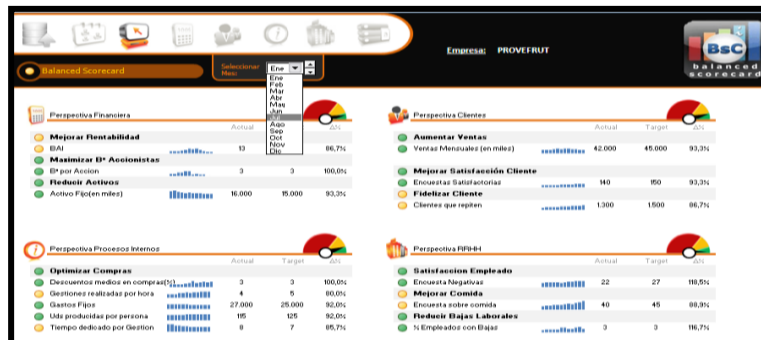 Empresa: PROVEFRUT
BSC
balanced
scorecard
Balanced Scorecard
Seleccionar
Mes:
Ene
Ene
Feb
Mar
Abr
May
Jun
Jul
Ago
Sep
Oct
Nov
Dic
Perspectiva Financiera
Actual
Mejorar Rentabilidad
BAI 13 86,7%
Maximizar Bº Accionistas
Bº por Accion 3 3 100,0%
Reducir Activos
Activo Fijo(en miles) 16.000 15.000 93,3%
Perspectiva Clientes
Actual Target
Aumentar Ventas
Ventas Mensuales (en miles) 42.000 45.000 93,3%
Mejorar Satisfacción Cliente
Encuestas Satisfactorias 140 150 93,3%
Fidelizar Cliente
Clientes que repiten 1.300 1.500 86,7%
Perspectiva Procesos Internos
Actual Target
Optimizar Compras
Descuentos medios en compras(%) 3 3 100,0%
Gestiones realizadas por hora 4 5 80,0%
Gastos Fijos 27.000 25.000 92,0%
Uds producidas por persona 115 125 92,0%
Tiempo dedicado por Gestion 8 7 85,7%
Perspectiva RRHH
Actual Target
Satisfaccion Empleado
Encuesta Negativas 22 27 118,5%
Mejorar Comida
Encuesta sobre comida 40 45 88,9%
Reducir Bajas Laborales
% Empleados con Bajas 3 3 116,7%